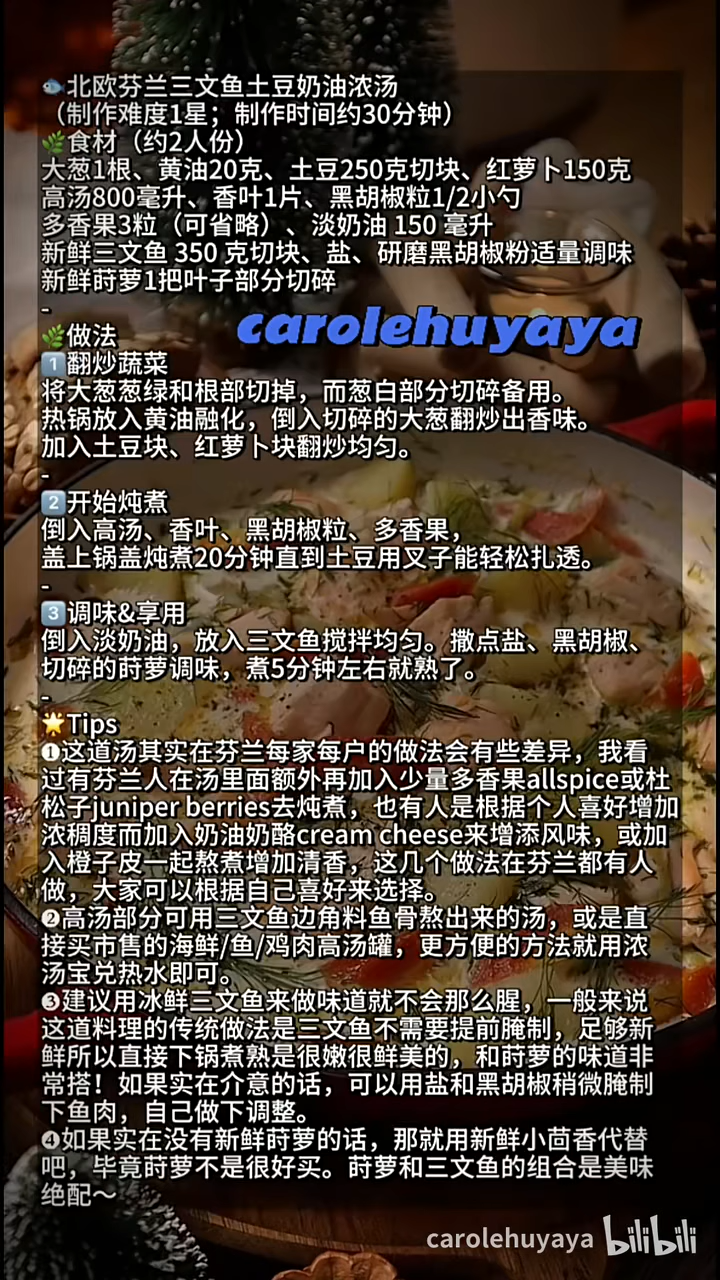 🐟北欧芬兰三文鱼土豆奶油浓汤
（制作难度1星；制作时间约30分钟）
🌿食材（约2人份）
大葱1根、黄油20克、土豆250克切块、红萝卜150克
高汤800毫升、香叶1片、黑胡椒粒1/2小勺
多香果3粒（可省略）、淡奶油 150 毫升
新鲜三文鱼 350 克切块、盐、研磨黑胡椒粉适量调味
新鲜莳萝1把叶子部分切碎
-
🌿做法
carolehuyaya
1️⃣翻炒蔬菜
将大葱葱绿和根部切掉，而葱白部分切碎备用。
热锅放入黄油融化，倒入切碎的大葱翻炒出香味。
加入土豆块、红萝卜块翻炒均匀。
-
2️⃣开始炖煮
倒入高汤、香叶、黑胡椒粒、多香果，
盖上锅盖炖煮20分钟直到土豆用叉子能轻松扎透。
-
3️⃣调味&享用
倒入淡奶油，放入三文鱼搅拌均匀。撒点盐、黑胡椒、
切碎的莳萝调味，煮5分钟左右就熟了。
-
🌟Tips
❶这道汤其实在芬兰每家每户的做法会有些差异，我看
过有芬兰人在汤里面额外再加入少量多香果allspice或杜
松子juniper berries去炖煮，也有人是根据个人喜好增加
浓稠度而加入奶油奶酪cream cheese来增添风味，或加
入橙子皮一起熬煮增加清香，这几个做法在芬兰都有人
做，大家可以根据自己喜好来选择。
❷高汤部分可用三文鱼边角料鱼骨熬出来的汤，或是直
接买市售的海鲜/鱼/鸡肉高汤罐，更方便的方法就用浓
汤宝兑热水即可。
❸建议用冰鲜三文鱼来做味道就不会那么腥，一般来说
这道料理的传统做法是三文鱼不需要提前腌制，足够新
鲜所以直接下锅煮熟是很嫩很鲜美的，和莳萝的味道非
常搭！如果实在介意的话，可以用盐和黑胡椒稍微腌制
下鱼肉，自己做下调整。
❹如果实在没有新鲜莳萝的话，那就用新鲜小茴香代替
吧，毕竟莳萝不是很好买。莳萝和三文鱼的组合是美味
绝配～
carolehuyaya bilibili